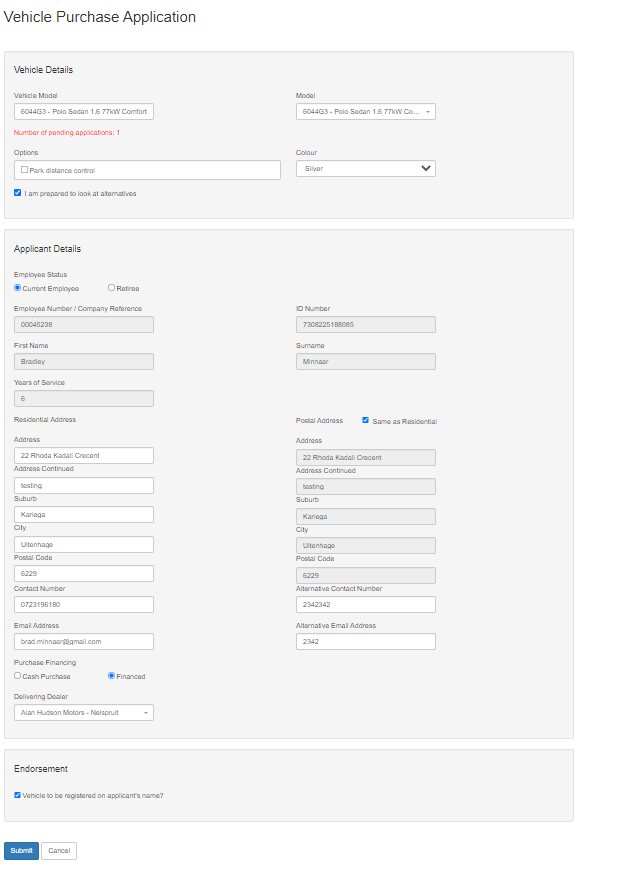 Vehicle Purchase Application
Vehicle Details
Vehicle Model
Model
6044G3 - Polo Sedan 1.6 77kW Comfort
6044G3 - Polo Sedan 1.6 77kW Co...
Number of pending applications: 1
Options
Colour
Park distance control
Silver
I am prepared to look at alternatives
Applicant Details
Employee Status
Current Employee
Retiree
Employee Number / Company Reference
ID Number
00045238
7308225188085
First Name
Surname
Bradley
Minnaar
Years of Service
6
Residential Address
Postal Address
Same as Residential
Address
Address
22 Rhoda Kadali Crecent
22 Rhoda Kadali Crecent
Address Continued
Address Continued
testing
testing
Suburb
Suburb
Kariega
Kariega
City
City
Uitenhage
Uitenhage
Postal Code
Postal Code
6229
6229
Contact Number
Alternative Contact Number
0723196180
2342342
Email Address
Alternative Email Address
brad.minnaar@gmail.com
2342
Purchase Financing
Cash Purchase
Financed
Delivering Dealer
Alan Hudson Motors - Nelspruit
Endorsement
Vehicle to be registered on applicant's name?
Submit
Cancel